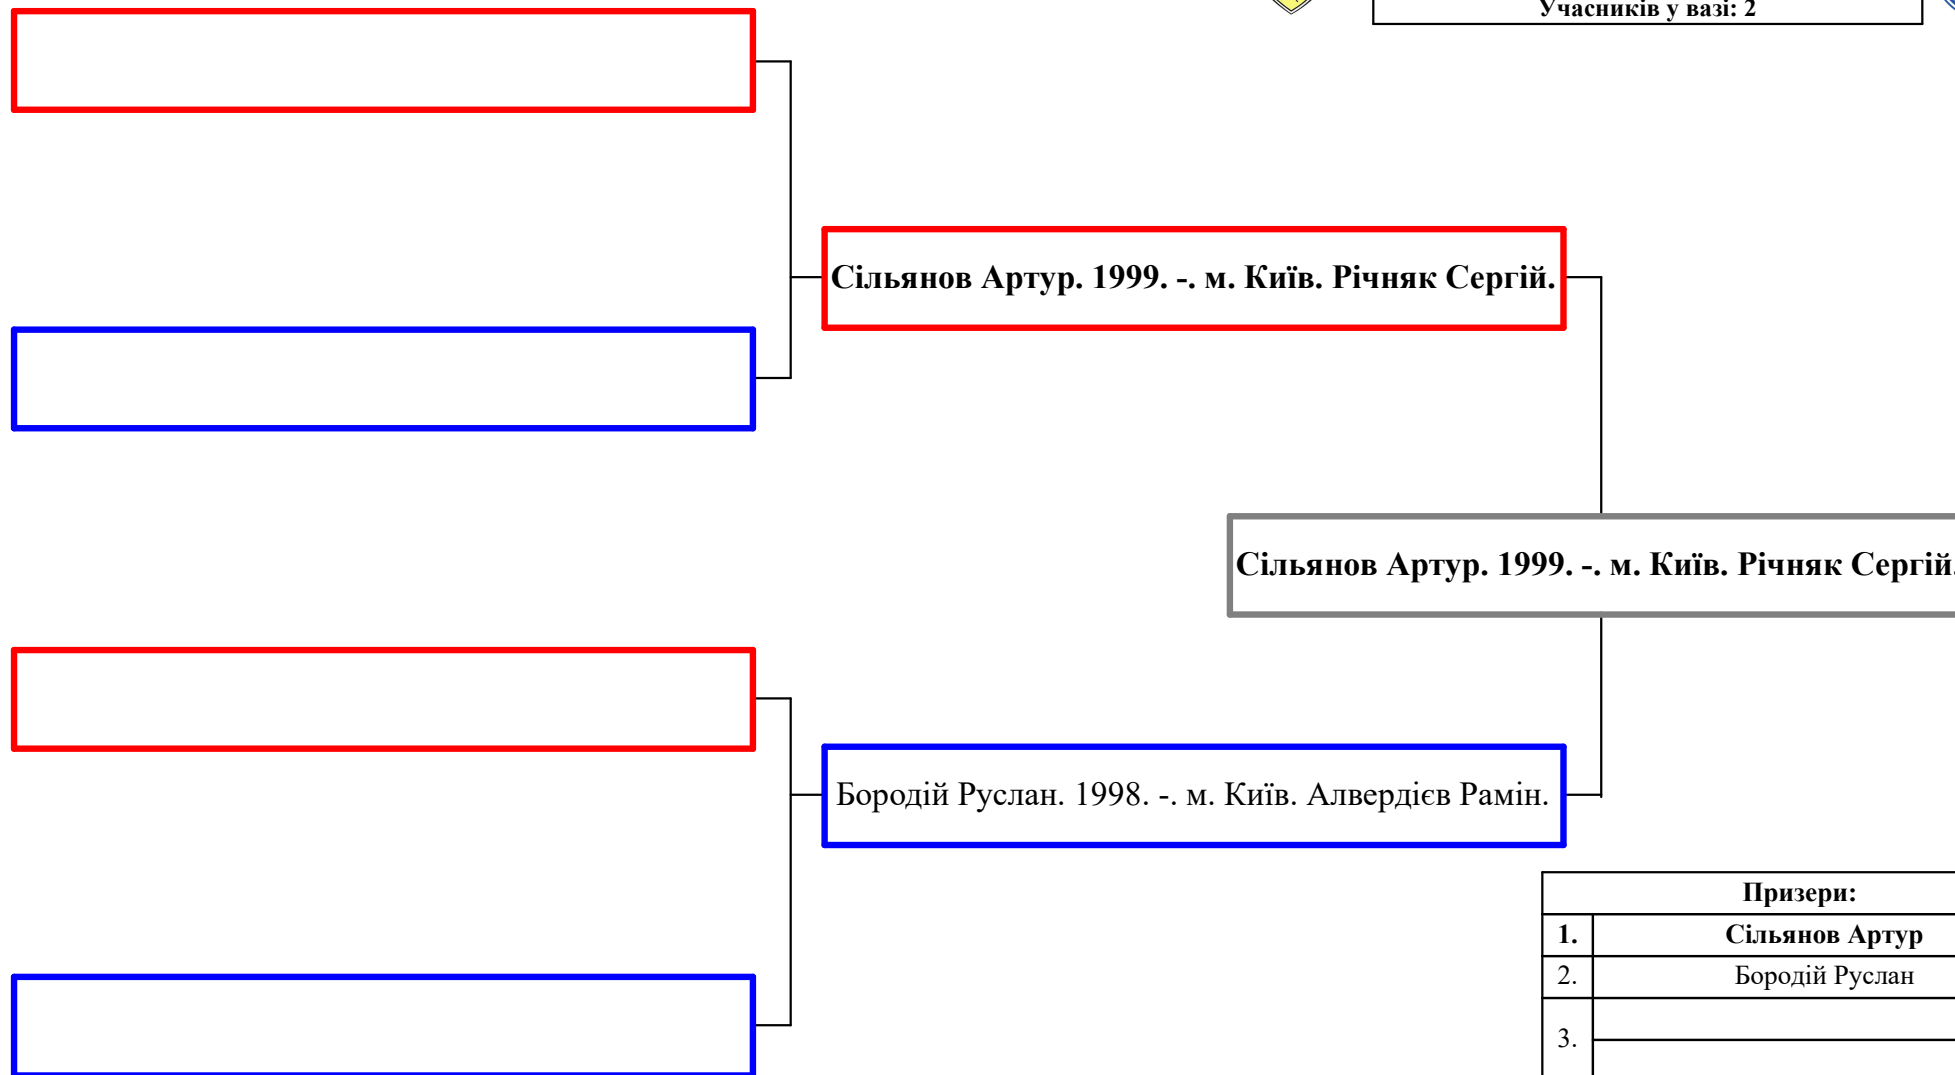 Учасників у вазі: 2
Сільянов Артур. 1999. -. м. Київ. Річняк Сергій.
Сільянов Артур. 1999. -. м. Київ. Річняк Сергій.
Бородій Руслан. 1998. -. м. Київ. Алвердієв Рамін.
Призери:
1. Сільянов Артур
2. Бородій Руслан
3.